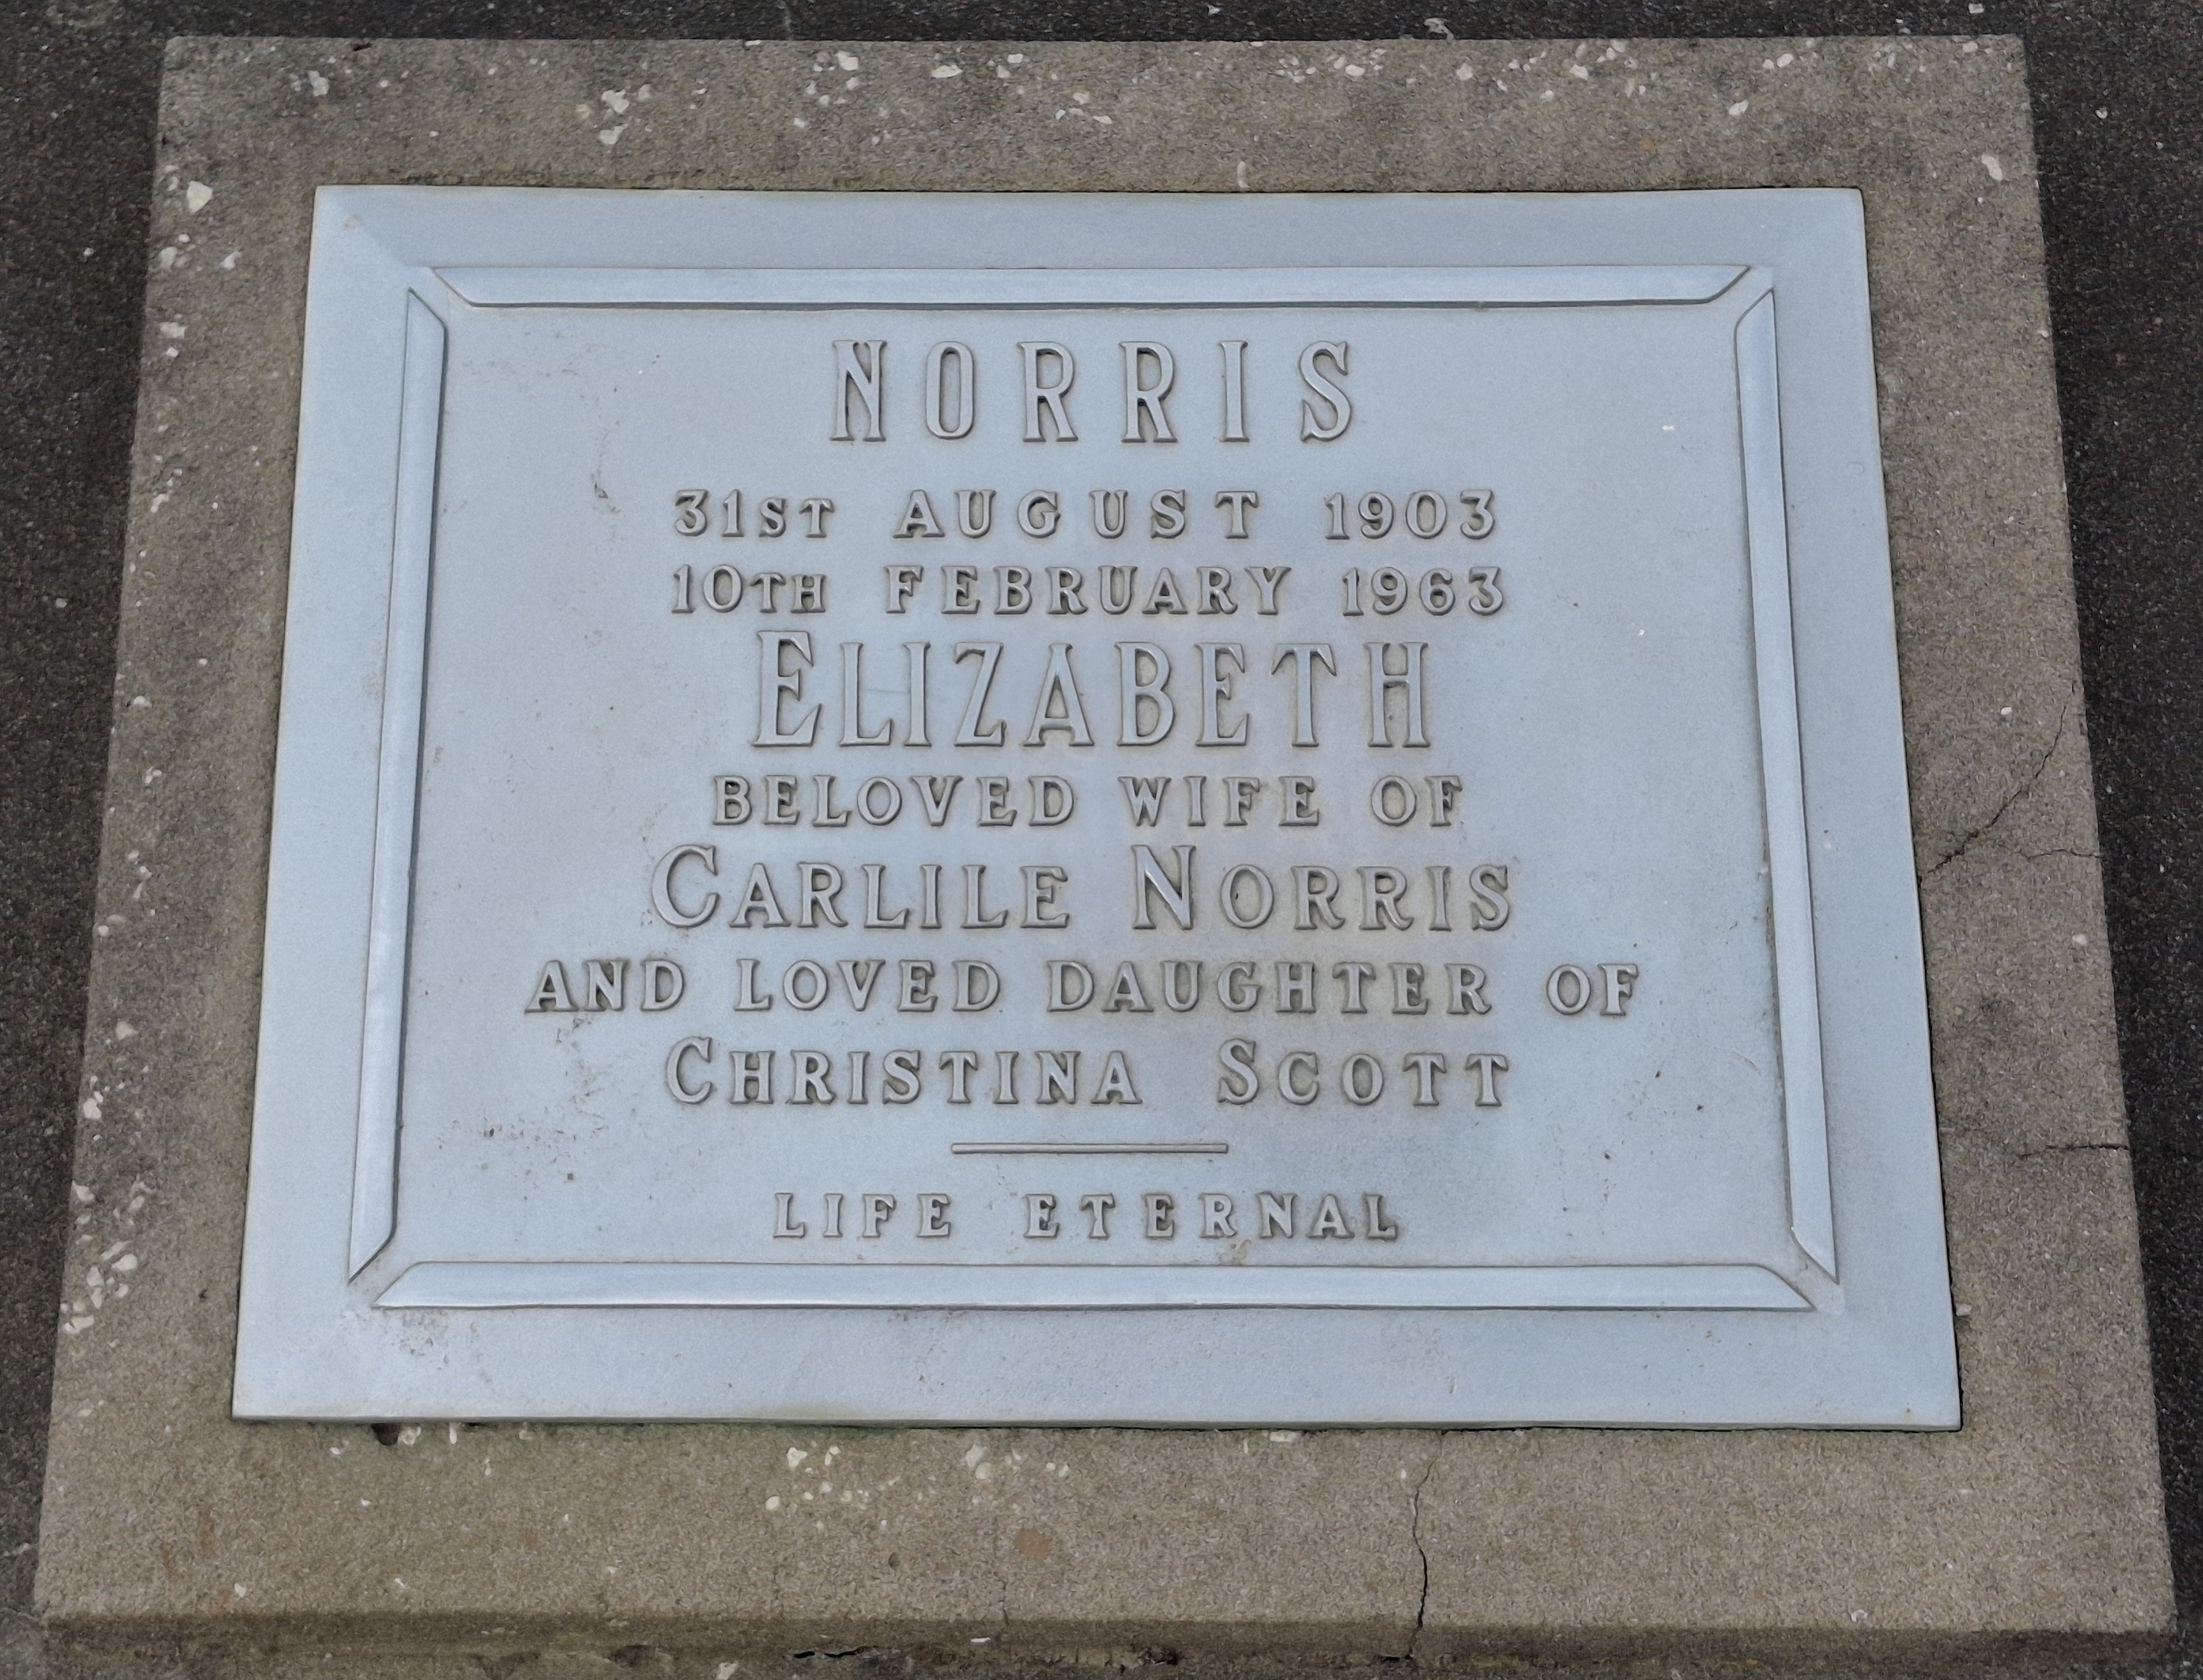 NORRIS
31ST AUGUST 1903
10TH FEBRUARY 1963
ELIZABETH
BELOVED WIFE OF
CARLILE NORRIS
AND LOVED DAUGHTER OF
CHRISTINA SCOTT
LIFE ETERNAL